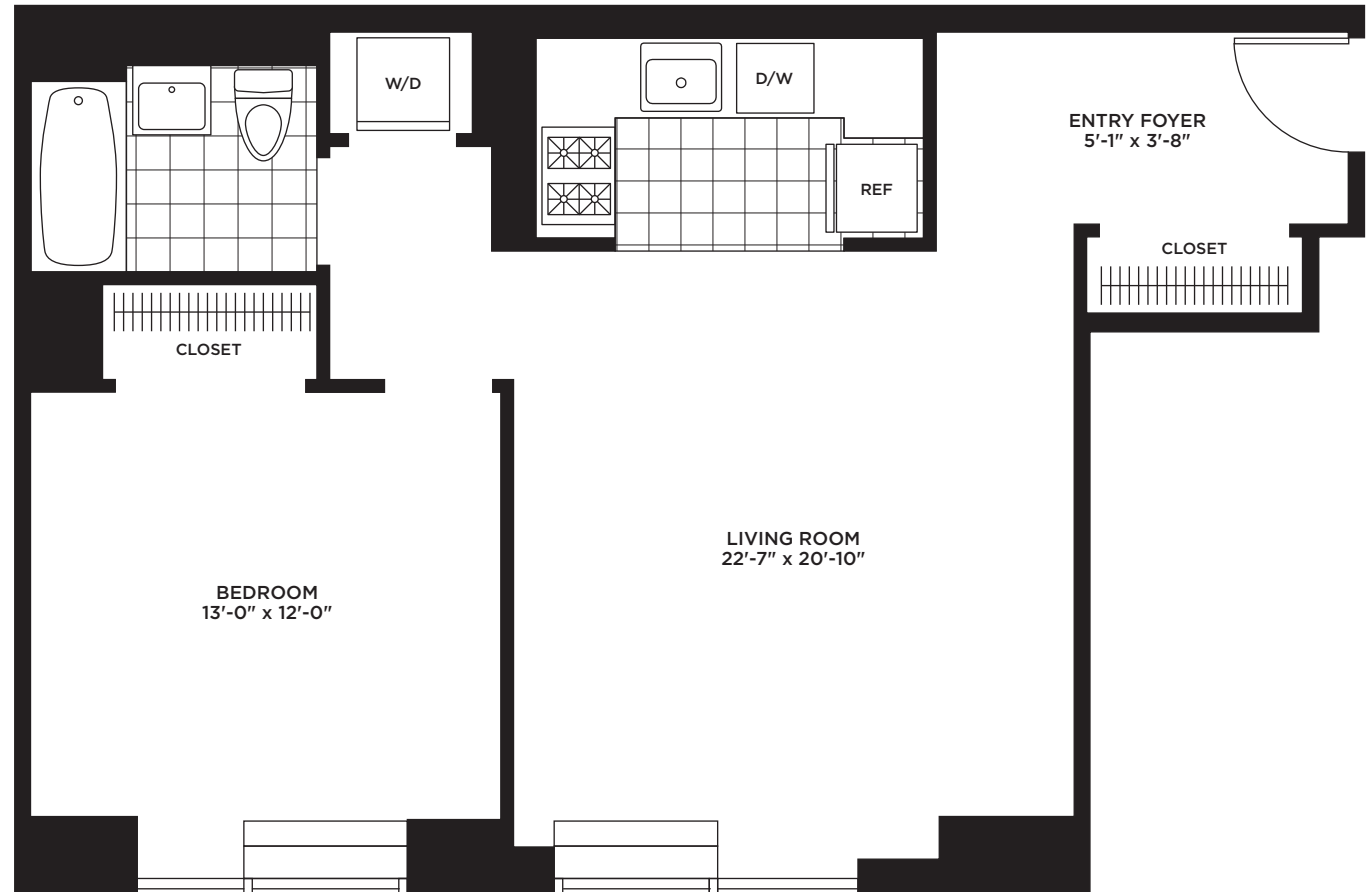 W/D
D/W
ENTRY FOYER
5'-1" x 3'-8"
REF
CLOSET
CLOSET
LIVING ROOM
22'-7" x 20'-10"
BEDROOM
13'-0" x 12'-0"